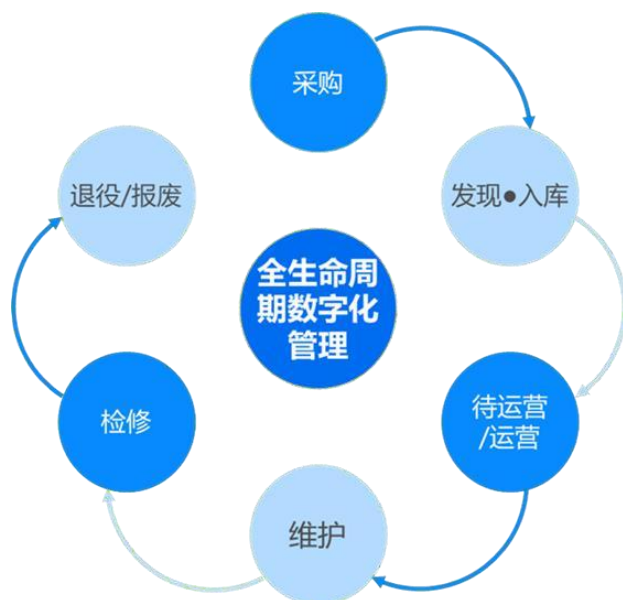 采购
发现●入库
待运营
/运营
维护
检修
退役/报废
全生命周
期数字化
管理